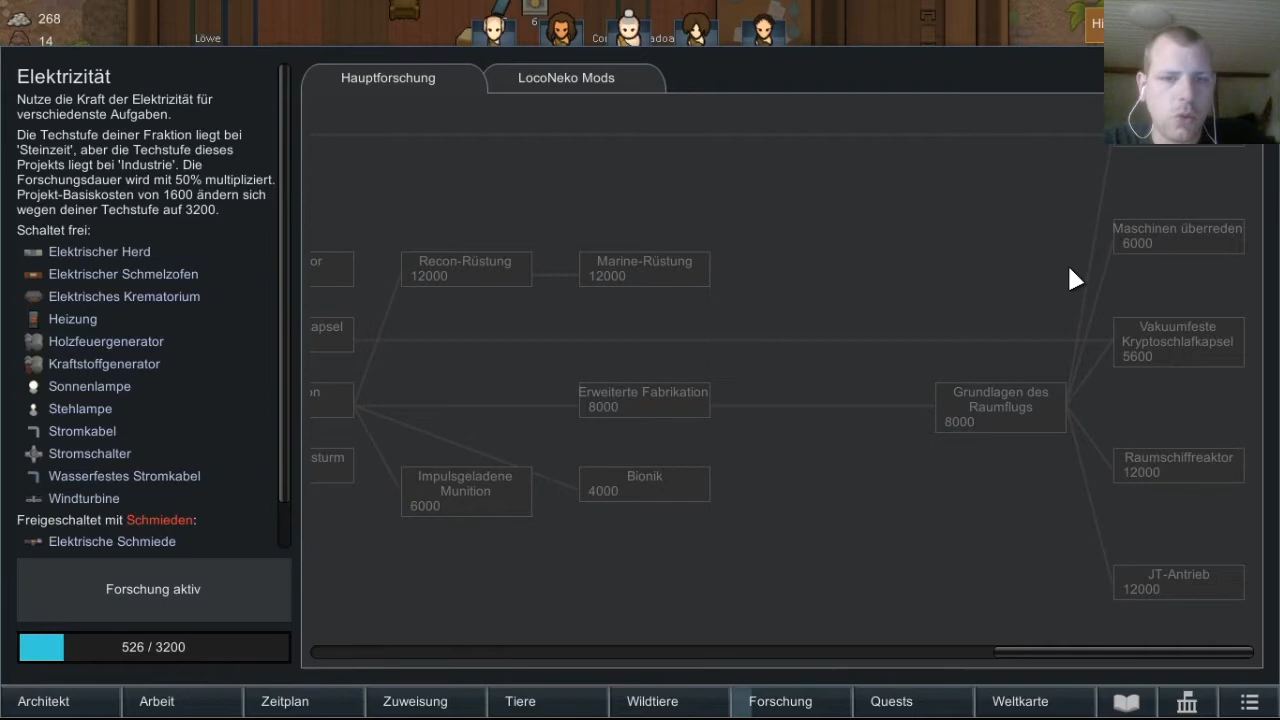 268
14
Löwe
6
Elektrizität
Nutze die Kraft der Elektrizität für
verschiedenste Aufgaben.
Die Techstufe deiner Fraktion liegt bei
'Steinzeit', aber die Techstufe dieses
Projekts liegt bei 'Industrie'. Die
Forschungsdauer wird mit 50% multipliziert.
Projekt-Basiskosten von 1600 ändern sich
wegen deiner Techstufe auf 3200.
Schaltet frei:
Elektrischer Herd
Elektrischer Schmelzofen
Elektrisches Krematorium
Heizung
Holzfeuergenerator
Kraftstoffgenerator
Sonnenlampe
Stehlampe
Stromkabel
Stromschalter
Wasserfestes Stromkabel
Windturbine
Freigeschaltet mit Schmieden:
Elektrische Schmiede
Forschung aktiv
526 / 3200
Hauptforschung
LocoNeko Mods
or
Recon-Rüstung
12000
Marine-Rüstung
12000
apsel
on
Erweiterte Fabrikation
8000
sturm
Impulsgeladene
Munition
6000
Bionik
4000
Grundlagen des
Raumflugs
8000
Maschinen überreden
6000
Vakuumfeste
Kryptoschlafkapsel
5600
Raumschiffreaktor
12000
JT-Antrieb
12000
Architekt
Arbeit
Zeitplan
Zuweisung
Tiere
Wildtiere
Forschung
Quests
Weltkarte